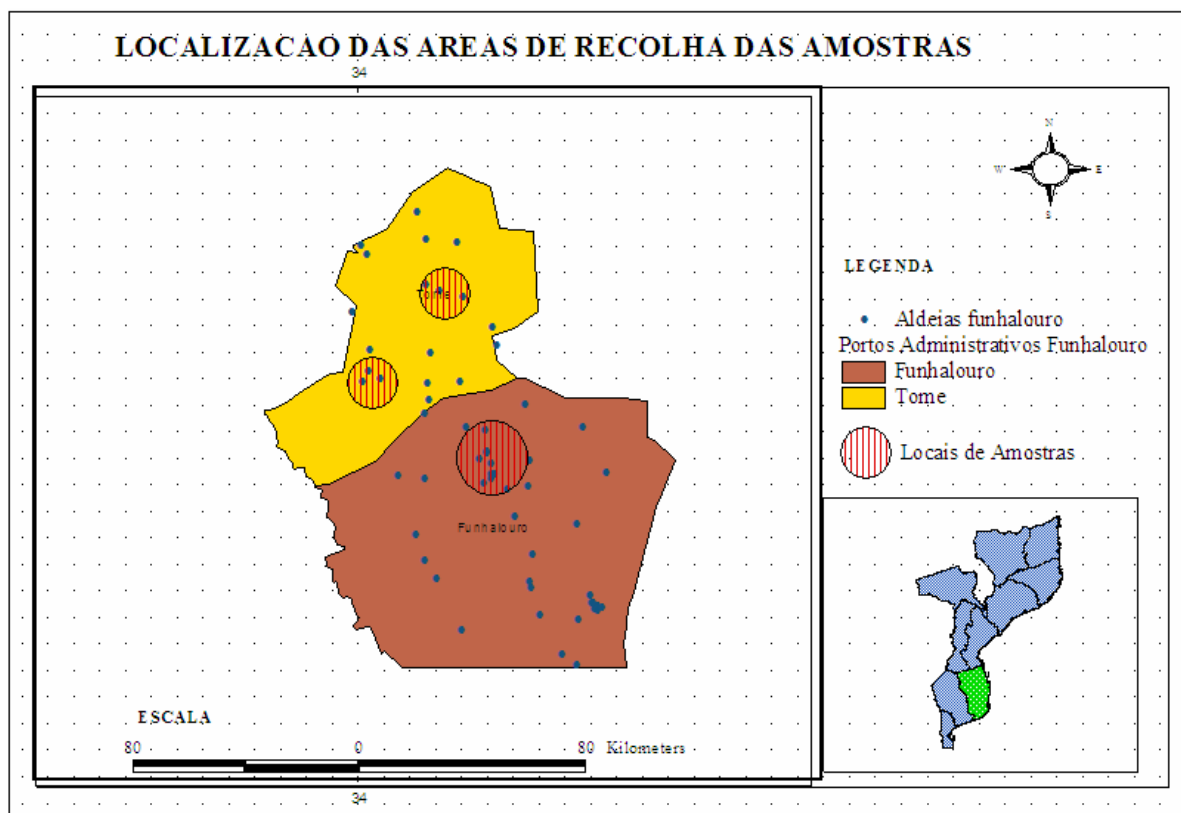 LOCALIZACAO DAS AREAS DE RECOLHA DAS AMOSTRAS
34
N
W E
S
LEGENDA
Aldeias funhalouro
Portos Administrativos Funhalouro
Funhalouro
Tome
Locais de Amostras
Tome
Funhalouro
ESCALA
80 0 80 Kilometers
34